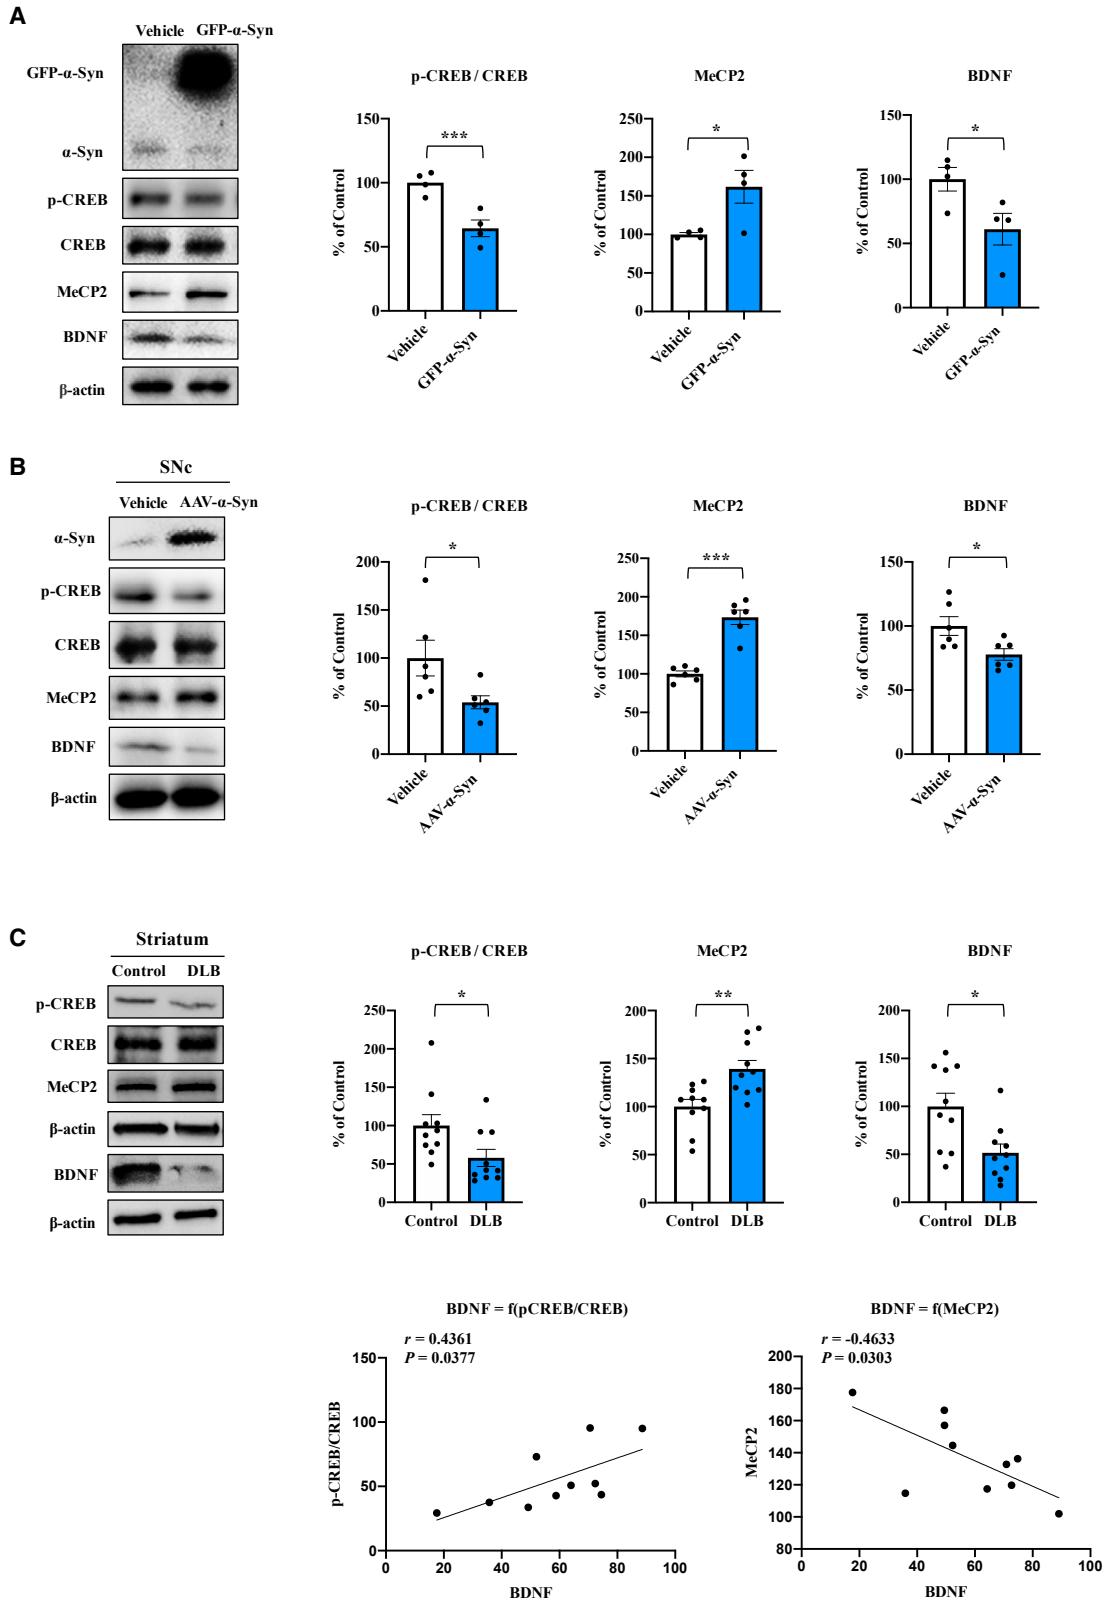 A
Vehicle GFP-α-Syn
GFP-α-Syn
α-Syn
p-CREB
CREB
MeCP2
BDNF
β-actin
p-CREB / CREB
% of Control
150
100
50
0
***
Vehicle
GFP-α-Syn
MeCP2
% of Control
250
200
150
100
50
0
*
Vehicle
GFP-α-Syn
BDNF
% of Control
150
100
50
0
*
Vehicle
GFP-α-Syn
B
SNc
Vehicle AAV-α-Syn
α-Syn
p-CREB
CREB
MeCP2
BDNF
β-actin
p-CREB / CREB
% of Control
200
150
100
50
0
*
Vehicle
AAV-α-Syn
MeCP2
% of Control
250
200
150
100
50
0
***
Vehicle
AAV-α-Syn
BDNF
% of Control
150
100
50
0
*
Vehicle
AAV-α-Syn
C
Striatum
Control DLB
p-CREB
CREB
MeCP2
β-actin
BDNF
β-actin
p-CREB / CREB
% of Control
250
200
150
100
50
0
*
Control DLB
MeCP2
% of Control
200
150
100
50
0
**
Control DLB
BDNF
% of Control
200
150
100
50
0
*
Control DLB
BDNF = f(pCREB/CREB)
r = 0.4361
P = 0.0377
p-CREB/CREB
150
100
50
0
0 20 40 60 80 100
BDNF
BDNF = f(MeCP2)
r = -0.4633
P = 0.0303
MeCP2
200
180
160
140
120
100
80
0 20 40 60 80 100
BDNF